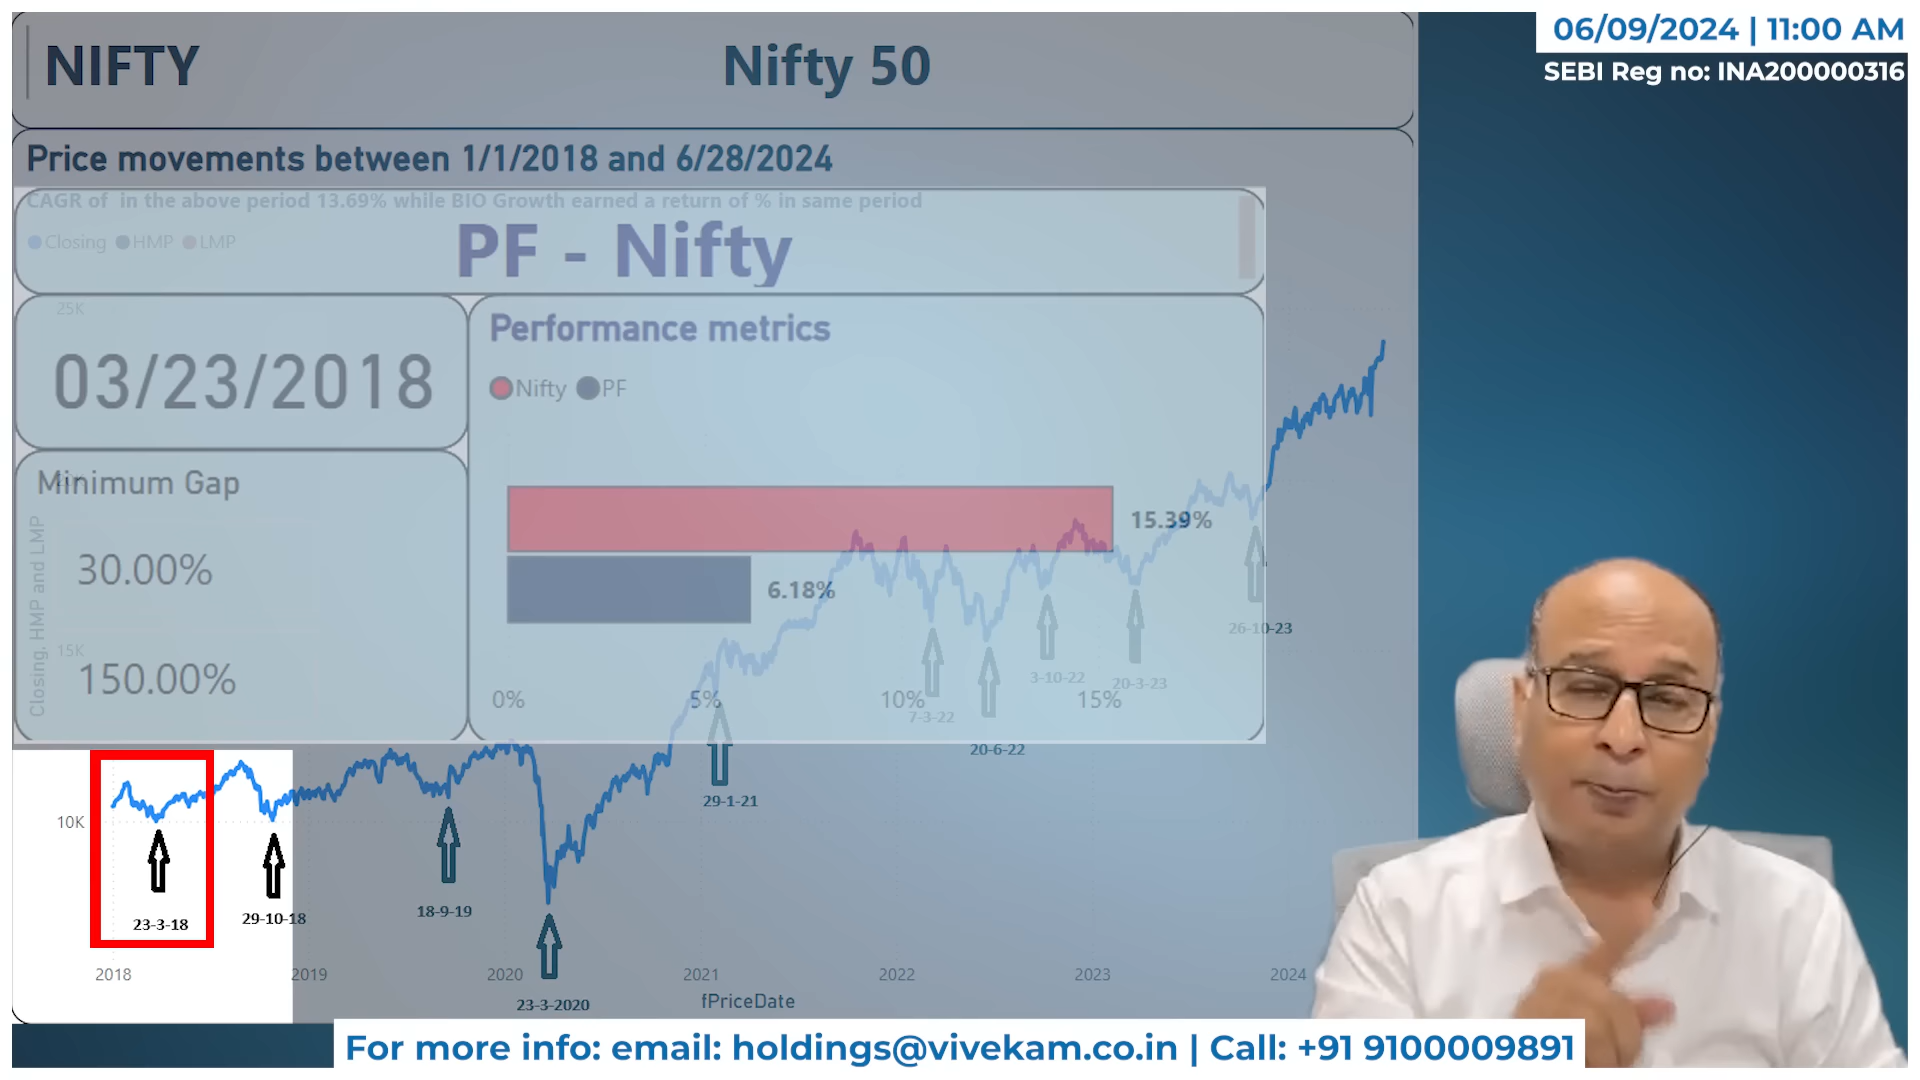 06/09/2024 | 11:00 AM
SEBI Reg no: INA200000316
NIFTY
Nifty 50
Price movements between 1/1/2018 and 6/28/2024
CAGR of in the above period 13.69% while BIO Growth earned a return of % in same period
Closing HMP LMP
PF - Nifty
25K
03/23/2018
Performance metrics
Nifty PF
Minimum Gap
30.00%
150.00%
Closing, HMP and LMP
15K
15.39%
6.18%
0% 5% 10% 15%
26-10-23
3-10-22
20-3-23
7-3-22
20-6-22
29-1-21
10K
23-3-18
29-10-18
18-9-19
23-3-2020
2018 2019 2020 2021 2022 2023 2024
fPriceDate
For more info: email: holdings@vivekam.co.in | Call: +91 9100009891